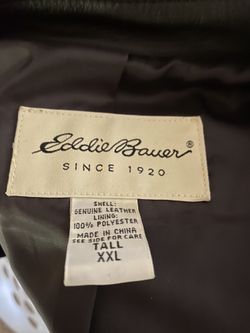 Eddie Bauer®
SINCE 1920
SHELL:
GENUINE LEATHER
LINING:
100% POLYESTER
MADE IN CHINA
SEE SIDE FOR CARE
TALL
XXL